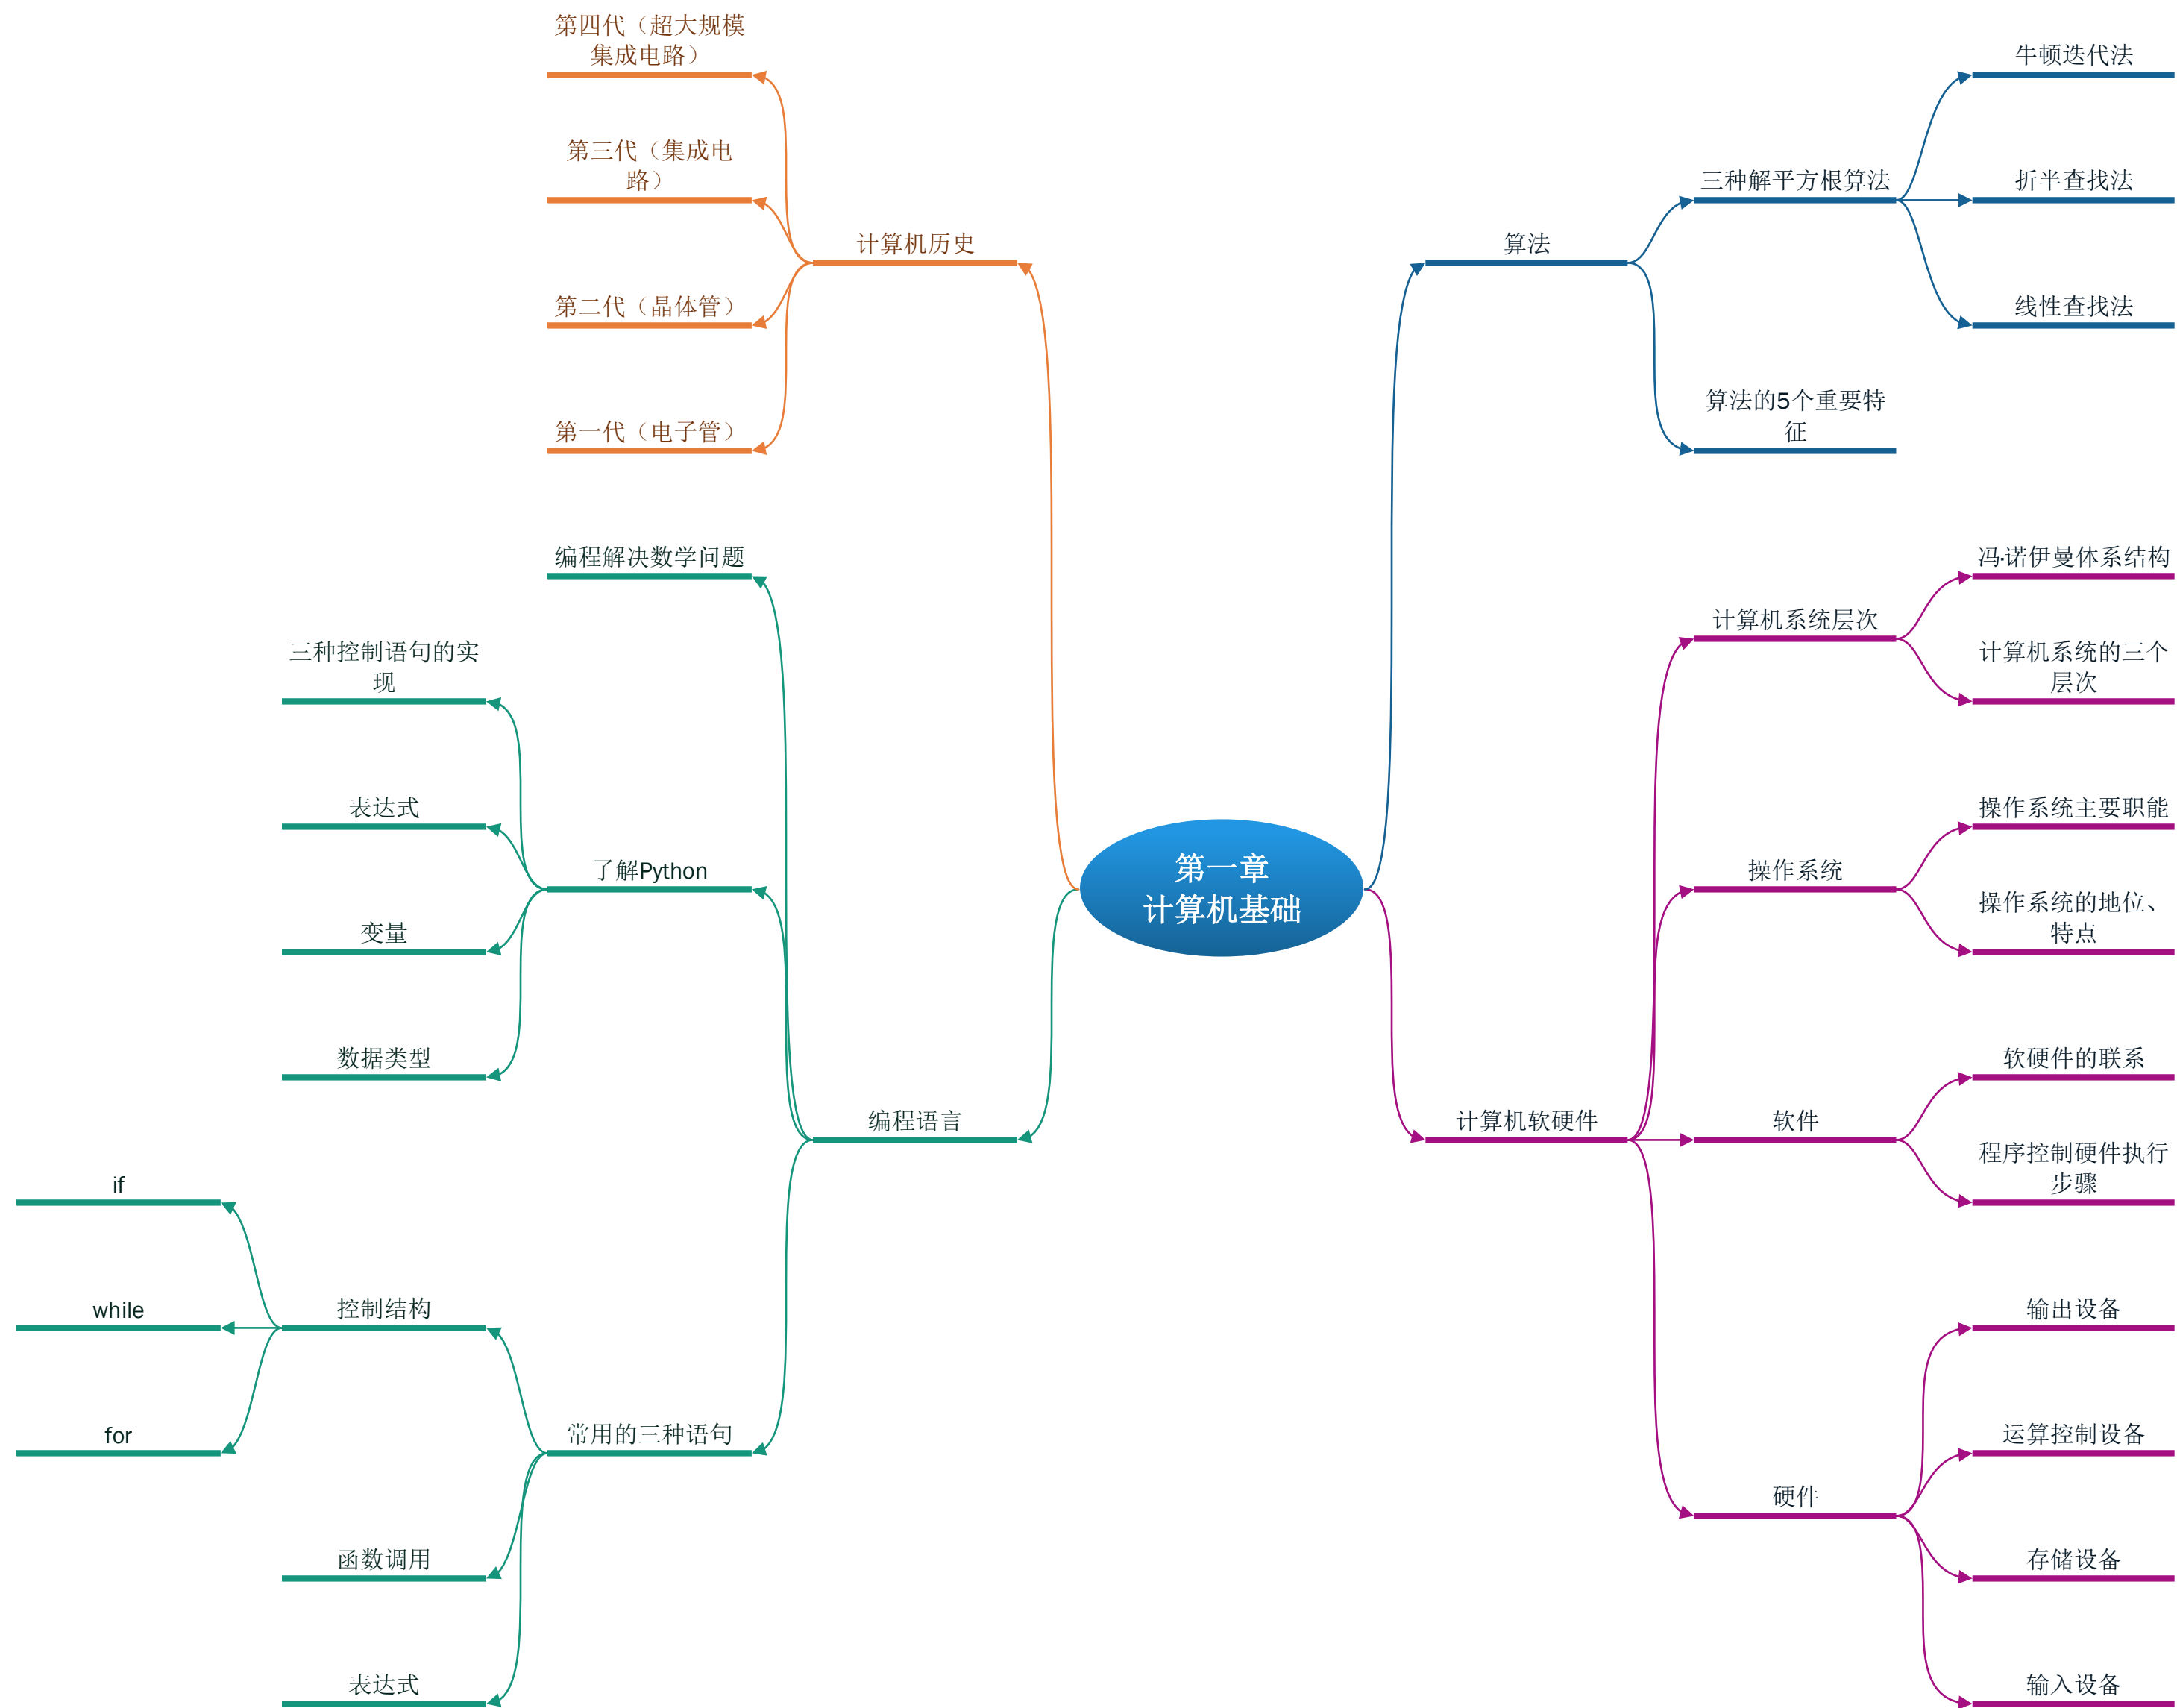 第四代（超大规模
集成电路）
第三代（集成电
路）
第二代（晶体管）
第一代（电子管）
计算机历史
编程解决数学问题
三种控制语句的实
现
表达式
变量
数据类型
了解Python
编程语言
if
while
for
控制结构
函数调用
表达式
常用的三种语句
第一章
计算机基础
算法
三种解平方根算法
牛顿迭代法
折半查找法
线性查找法
算法的5个重要特
征
计算机软硬件
计算机系统层次
冯·诺伊曼体系结构
计算机系统的三个
层次
操作系统
操作系统主要职能
操作系统的地位、
特点
软件
软硬件的联系
程序控制硬件执行
步骤
硬件
输出设备
运算控制设备
存储设备
输入设备